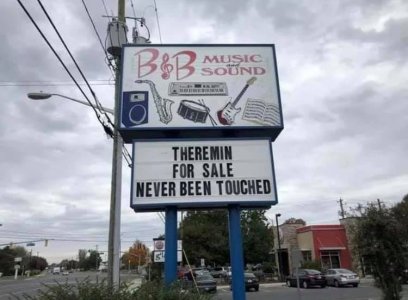 B&B MUSIC
and
SOUND
THEREMIN
FOR SALE
NEVER BEEN TOUCHED